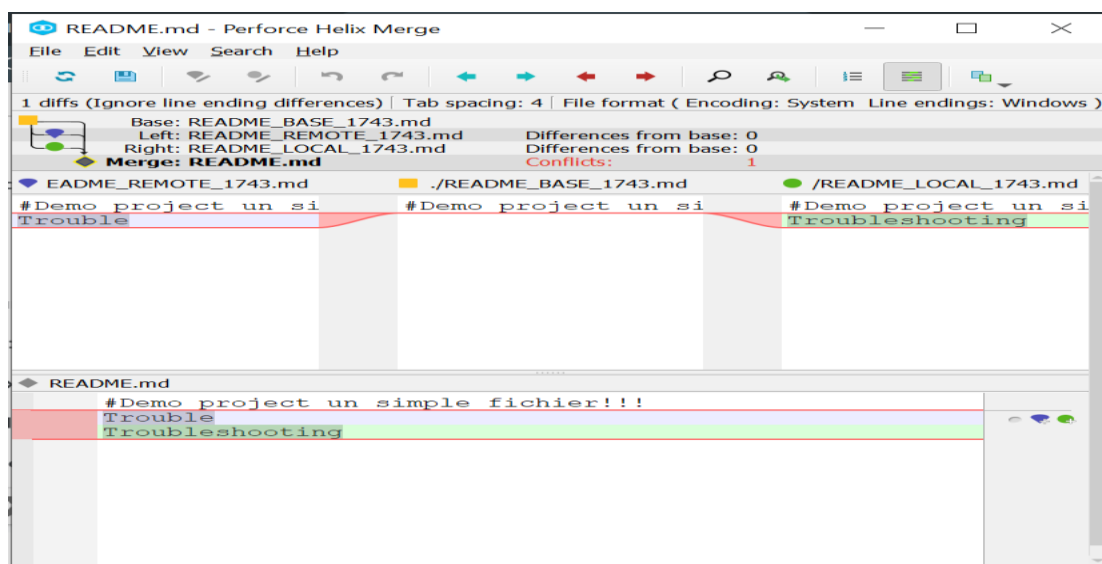 README.md - Perforce Helix Merge
File Edit View Search Help
1 diffs (Ignore line ending differences) Tab spacing: 4 File format ( Encoding: System Line endings: Windows )
Base: README_BASE_1743.md
Left: README_REMOTE_1743.md Differences from base: 0
Right: README_LOCAL_1743.md Differences from base: 0
Merge: README.md Conflicts: 1
EADME_REMOTE_1743.md ./README_BASE_1743.md /README_LOCAL_1743.md
#Demo project un si #Demo project un si #Demo project un si
Trouble Troubleshooting
README.md
#Demo project un simple fichier!!!
Trouble
Troubleshooting